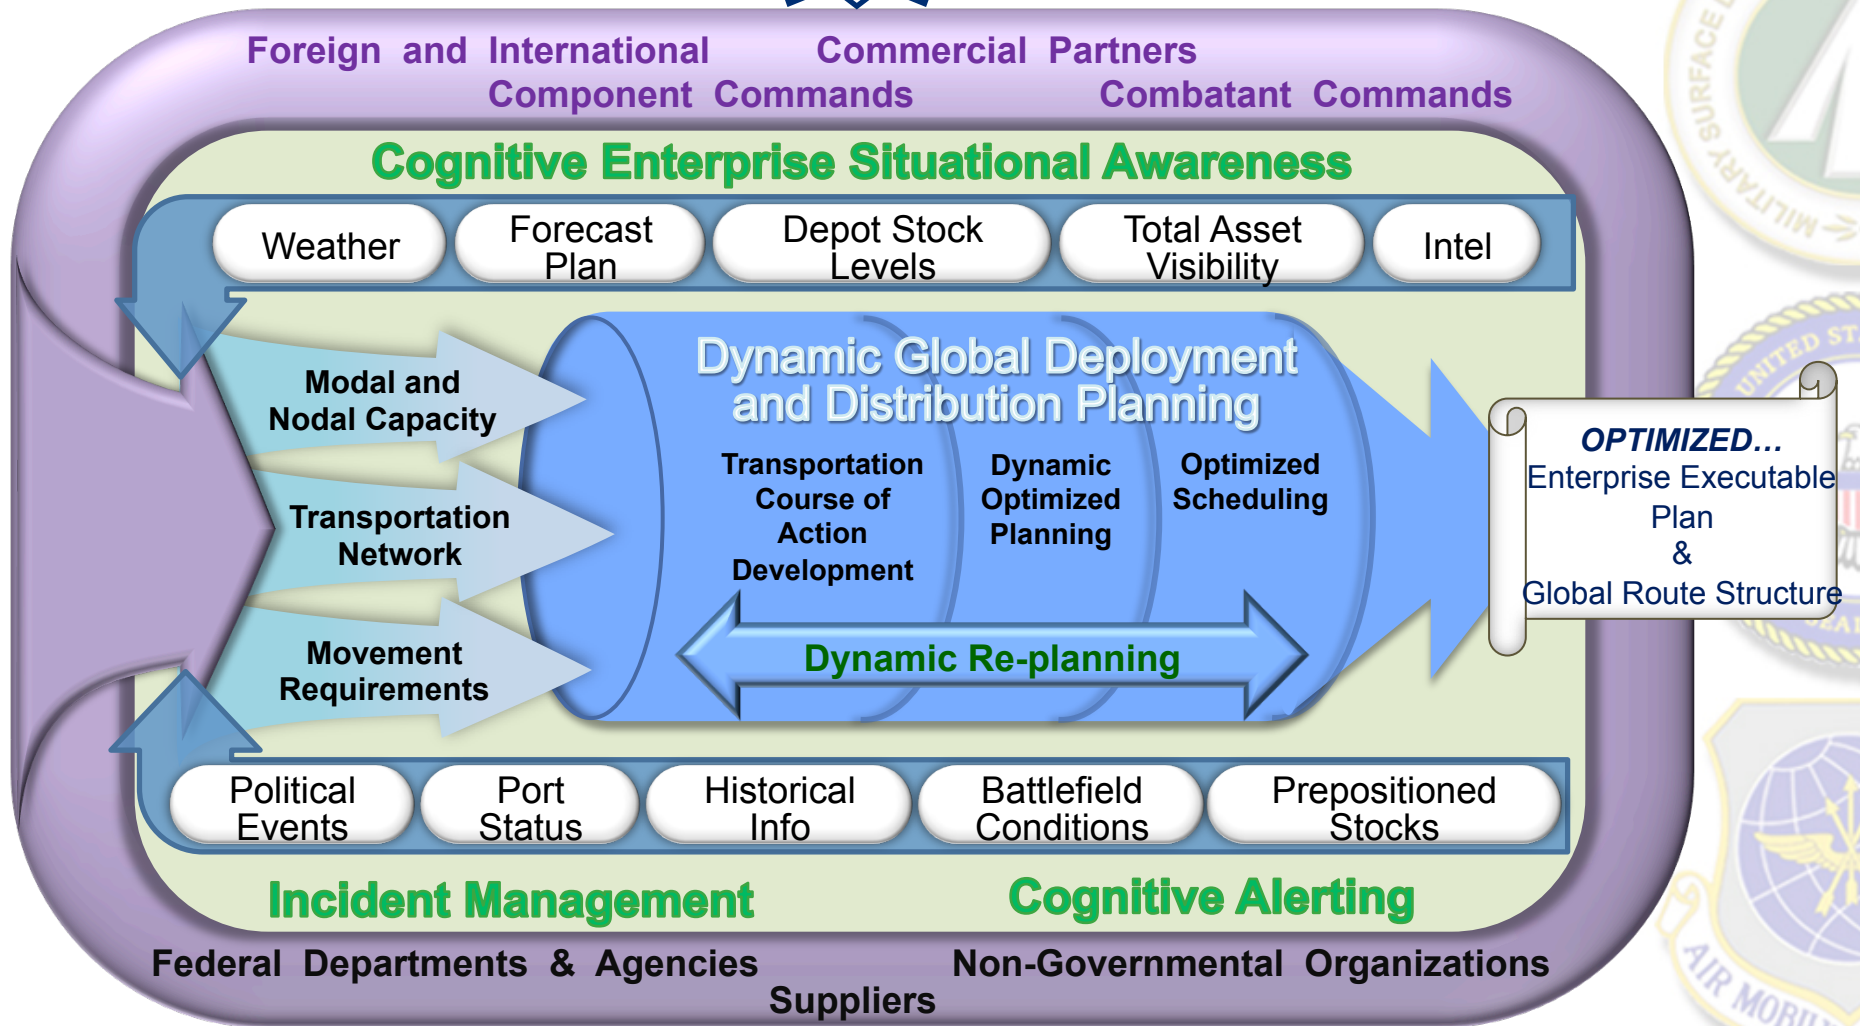 Foreign and International Commercial Partners
Component Commands Combatant Commands
Cognitive Enterprise Situational Awareness
Weather
Forecast
Plan
Depot Stock
Levels
Total Asset
Visibility
Intel
Modal and
Nodal Capacity
Transportation
Network
Movement
Requirements
Dynamic Global Deployment
and Distribution Planning
Transportation
Course of
Action
Development
Dynamic
Optimized
Planning
Optimized
Scheduling
Dynamic Re-planning
OPTIMIZED...
Enterprise Executable
Plan
&
Global Route Structure
Political
Events
Port
Status
Historical
Info
Battlefield
Conditions
Prepositioned
Stocks
Incident Management
Cognitive Alerting
Federal Departments & Agencies Non-Governmental Organizations
Suppliers
MILITARY SURFACE
UNITED
AIR